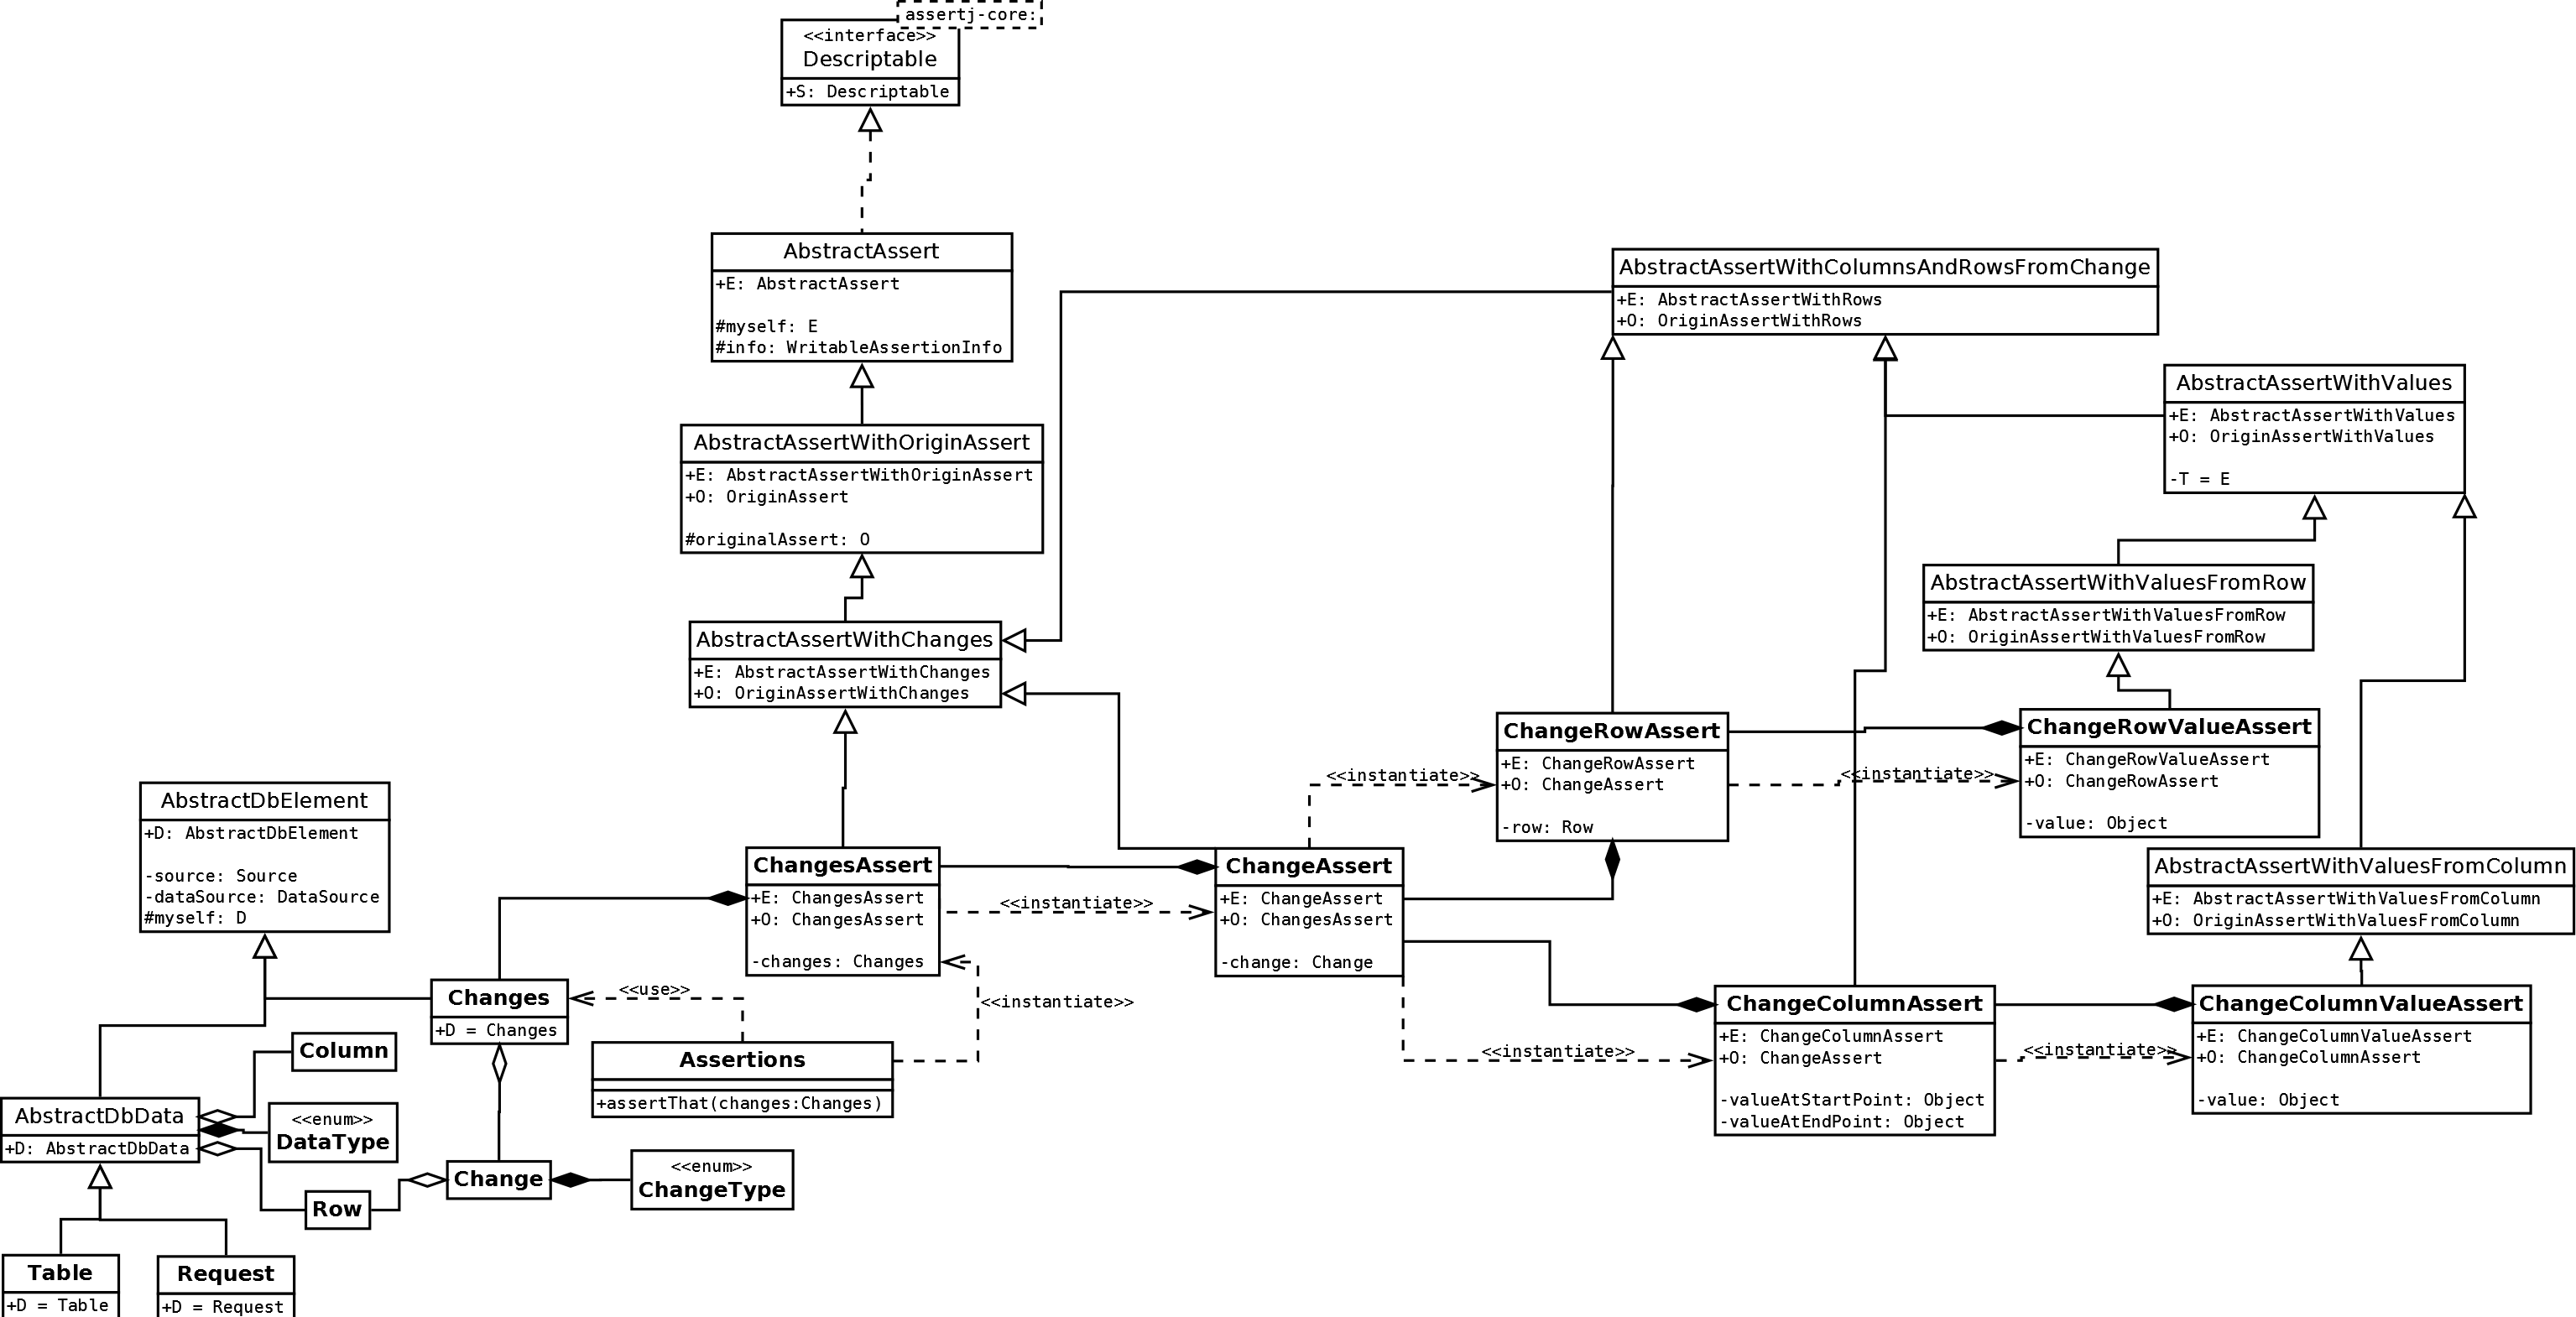 assertj-core:
<<interface>>
Descriptable
+S: Descriptable
AbstractAssert
+E: AbstractAssert
#myself: E
#info: WritableAssertionInfo
AbstractAssertWithColumnsAndRowsFromChange
+E: AbstractAssertWithRows
+O: OriginAssertWithRows
AbstractAssertWithValues
+E: AbstractAssertWithValues
+O: OriginAssertWithValues
-T = E
AbstractAssertWithOriginAssert
+E: AbstractAssertWithOriginAssert
+O: OriginAssert
#originalAssert: O
AbstractAssertWithValuesFromRow
+E: AbstractAssertWithValuesFromRow
+O: OriginAssertWithValuesFromRow
AbstractAssertWithChanges
+E: AbstractAssertWithChanges
+O: OriginAssertWithChanges
ChangeRowAssert
+E: ChangeRowAssert
+O: ChangeAssert
-row: Row
<<instantiate>>
<<instantiate>>
ChangeRowValueAssert
+E: ChangeRowValueAssert
+O: ChangeRowAssert
-value: Object
AbstractDbElement
+D: AbstractDbElement
-source: Source
-dataSource: DataSource
#myself: D
ChangesAssert
+E: ChangesAssert
+O: ChangesAssert
-changes: Changes
<<instantiate>>
ChangeAssert
+E: ChangeAssert
+O: ChangesAssert
-change: Change
AbstractAssertWithValuesFromColumn
+E: AbstractAssertWithValuesFromColumn
+O: OriginAssertWithValuesFromColumn
Changes
+D = Changes
<<use>>
<<instantiate>>
Assertions
+assertThat(changes:Changes)
<<instantiate>>
ChangeColumnAssert
+E: ChangeColumnAssert
+O: ChangeAssert
-valueAtStartPoint: Object
-valueAtEndPoint: Object
<<instantiate>>
ChangeColumnValueAssert
+E: ChangeColumnValueAssert
+O: ChangeColumnAssert
-value: Object
Column
AbstractDbData
+D: AbstractDbData
<<enum>>
DataType
Row
Change
<<enum>>
ChangeType
Table
+D = Table
Request
+D = Request